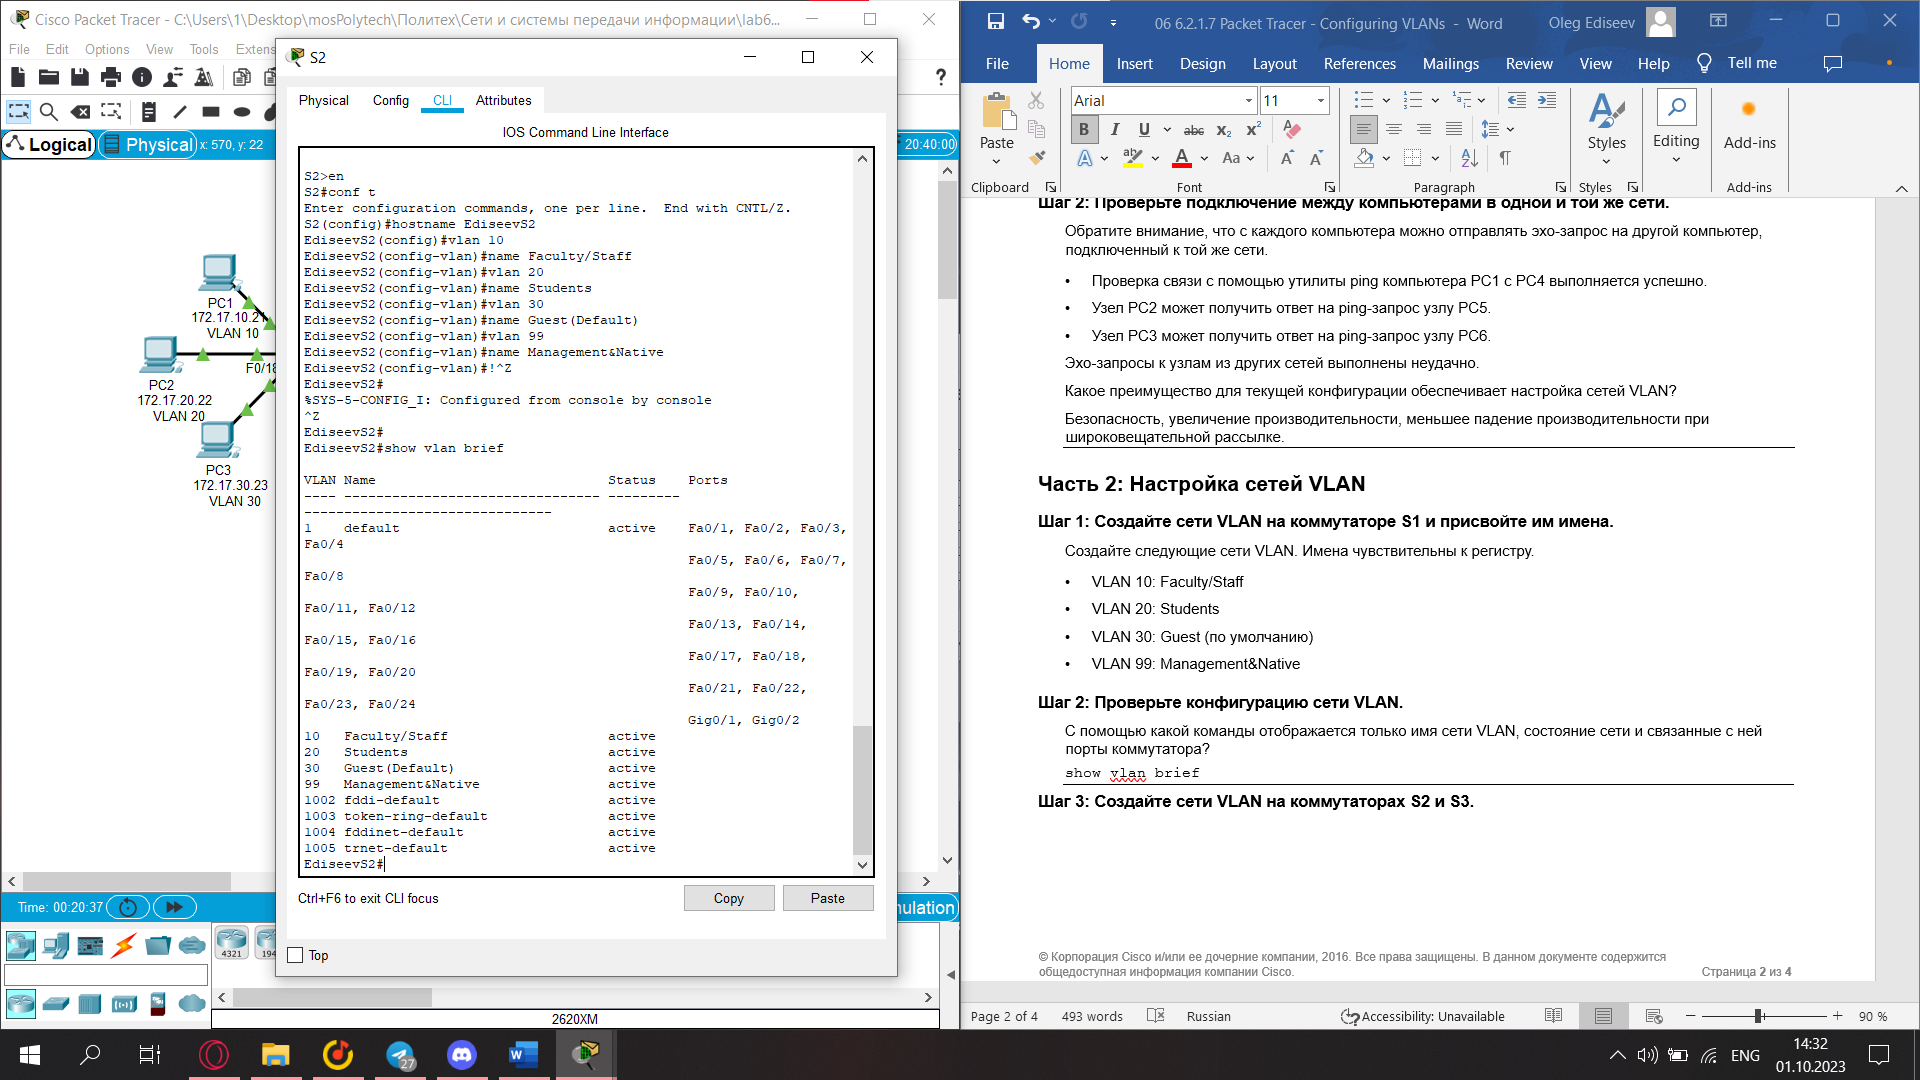 Cisco Packet Tracer - C:\Users\1\Desktop\mosPolytech\Политех\Сети и системы передачи информации\lab6...
File Edit Options View Tools Extens
Logical
Physical
x: 570, y: 22
20:40:00
PC1
172.17.10.21
VLAN 10
F0/18
PC2
172.17.20.22
VLAN 20
PC3
172.17.30.23
VLAN 30
Time: 00:20:37
4321
194
2620XM
S2
Physical Config CLI Attributes
IOS Command Line Interface
S2>en
S2#conf t
Enter configuration commands, one per line.  End with CNTL/Z.
S2(config)#hostname EdiseevS2
EdiseevS2(config)#vlan 10
EdiseevS2(config-vlan)#name Faculty/Staff
EdiseevS2(config-vlan)#vlan 20
EdiseevS2(config-vlan)#name Students
EdiseevS2(config-vlan)#vlan 30
EdiseevS2(config-vlan)#name Guest(Default)
EdiseevS2(config-vlan)#vlan 99
EdiseevS2(config-vlan)#name Management&Native
EdiseevS2(config-vlan)#!^Z
EdiseevS2#
%SYS-5-CONFIG_I: Configured from console by console
^Z
EdiseevS2#
EdiseevS2#show vlan brief
VLAN Name                             Status    Ports
---- -------------------------------- ---------
-------------------------------
1    default                          active    Fa0/1, Fa0/2, Fa0/3,
Fa0/4
                                                Fa0/5, Fa0/6, Fa0/7,
Fa0/8
                                                Fa0/9, Fa0/10,
Fa0/11, Fa0/12
                                                Fa0/13, Fa0/14,
Fa0/15, Fa0/16
                                                Fa0/17, Fa0/18,
Fa0/19, Fa0/20
                                                Fa0/21, Fa0/22,
Fa0/23, Fa0/24
                                                Gig0/1, Gig0/2
10   Faculty/Staff                    active
20   Students                         active
30   Guest(Default)                   active
99   Management&Native                active
1002 fddi-default                     active
1003 token-ring-default               active
1004 fddinet-default                  active
1005 trnet-default                    active
EdiseevS2#
Ctrl+F6 to exit CLI focus
Copy
Paste
Top
nulation
06 6.2.1.7 Packet Tracer - Configuring VLANs - Word
Oleg Ediseev
File Home Insert Design Layout References Mailings Review View Help Tell me
Paste
Arial
11
Styles
Editing
Add-ins
Clipboard Font Paragraph Styles Add-ins
Шаг 2: Проверьте подключение между компьютерами в одной и той же сети.
Обратите внимание, что с каждого компьютера можно отправлять эхо-запрос на другой компьютер,
подключенный к той же сети.
• Проверка связи с помощью утилиты ping компьютера PC1 с PC4 выполняется успешно.
• Узел PC2 может получить ответ на ping-запрос узлу PC5.
• Узел PC3 может получить ответ на ping-запрос узлу PC6.
Эхо-запросы к узлам из других сетей выполнены неудачно.
Какое преимущество для текущей конфигурации обеспечивает настройка сетей VLAN?
Безопасность, увеличение производительности, меньшее падение производительности при
широковещательной рассылке.
Часть 2: Настройка сетей VLAN
Шаг 1: Создайте сети VLAN на коммутаторе S1 и присвойте им имена.
Создайте следующие сети VLAN. Имена чувствительны к регистру.
• VLAN 10: Faculty/Staff
• VLAN 20: Students
• VLAN 30: Guest (по умолчанию)
• VLAN 99: Management&Native
Шаг 2: Проверьте конфигурацию сети VLAN.
С помощью какой команды отображается только имя сети VLAN, состояние сети и связанные с ней
порты коммутатора?
show vlan brief
Шаг 3: Создайте сети VLAN на коммутаторах S2 и S3.
© Корпорация Cisco и/или ее дочерние компании, 2016. Все права защищены. В данном документе содержится
общедоступная информация компании Cisco.
Страница 2 из 4
Page 2 of 4
493 words
Russian
Accessibility: Unavailable
90 %
27
ENG
14:32
01.10.2023